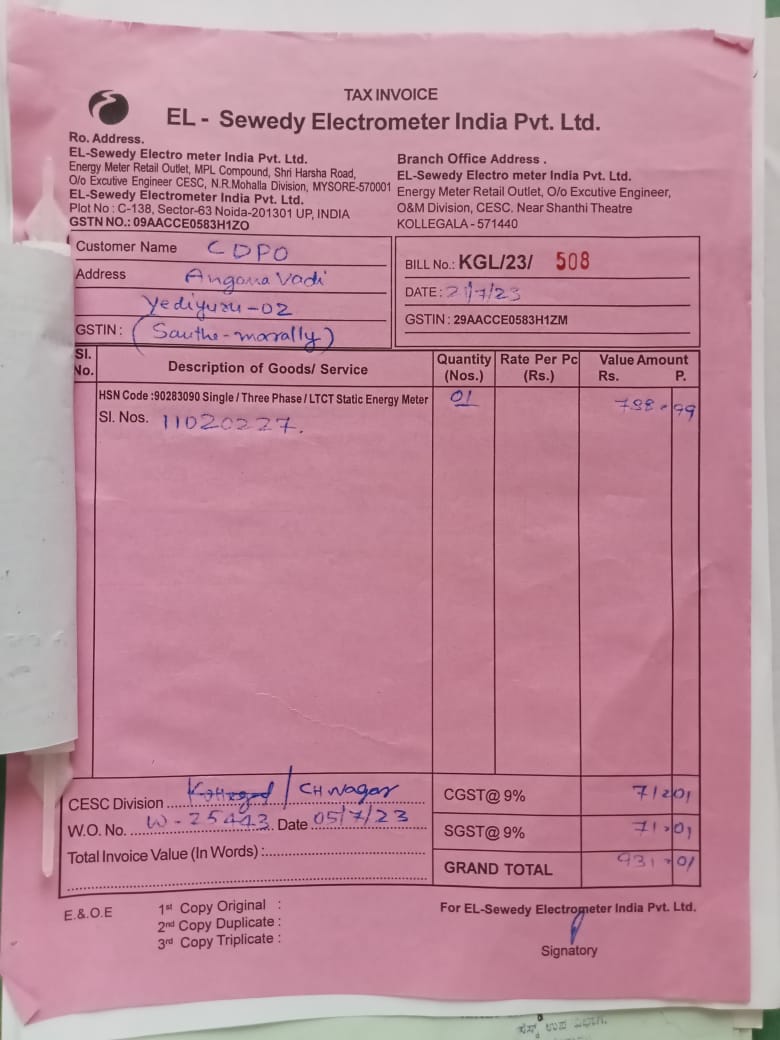 TAX INVOICE
EL - Sewedy Electrometer India Pvt. Ltd.
Ro. Address.
EL-Sewedy Electro meter India Pvt. Ltd.
Energy Meter Retail Outlet, MPL Compound, Shri Harsha Road,
O/o Excutive Engineer CESC, N.R.Mohalla Division, MYSORE-570001
EL-Sewedy Electrometer India Pvt. Ltd.
Plot No : C-138, Sector-63 Noida-201301 UP, INDIA
GSTN NO.: 09AACCE0583H1ZO
Branch Office Address .
EL-Sewedy Electro meter India Pvt. Ltd.
Energy Meter Retail Outlet, O/o Excutive Engineer,
O&M Division, CESC. Near Shanthi Theatre
KOLLEGALA - 571440
Customer Name CDPO
Address Anganavadi
Yediyuru-02
GSTIN : (Santhe-marally)
BILL No.: KGL/23/ 508
DATE : 21/7/23
GSTIN : 29AACCE0583H1ZM
Sl. No. Description of Goods/ Service Quantity (Nos.) Rate Per Pc (Rs.) Value Amount Rs. P.
HSN Code :90283090 Single / Three Phase / LTCT Static Energy Meter 01 788.99
Sl. Nos. 11020227.
CESC Division CHNagar
W.O. No. W-25443 Date 05/7/23
Total Invoice Value (In Words) :
CGST@ 9% 71.01
SGST@ 9% 71.01
GRAND TOTAL 931.01
E.&.O.E
1st Copy Original :
2nd Copy Duplicate :
3rd Copy Triplicate :
For EL-Sewedy Electrometer India Pvt. Ltd.
Signatory